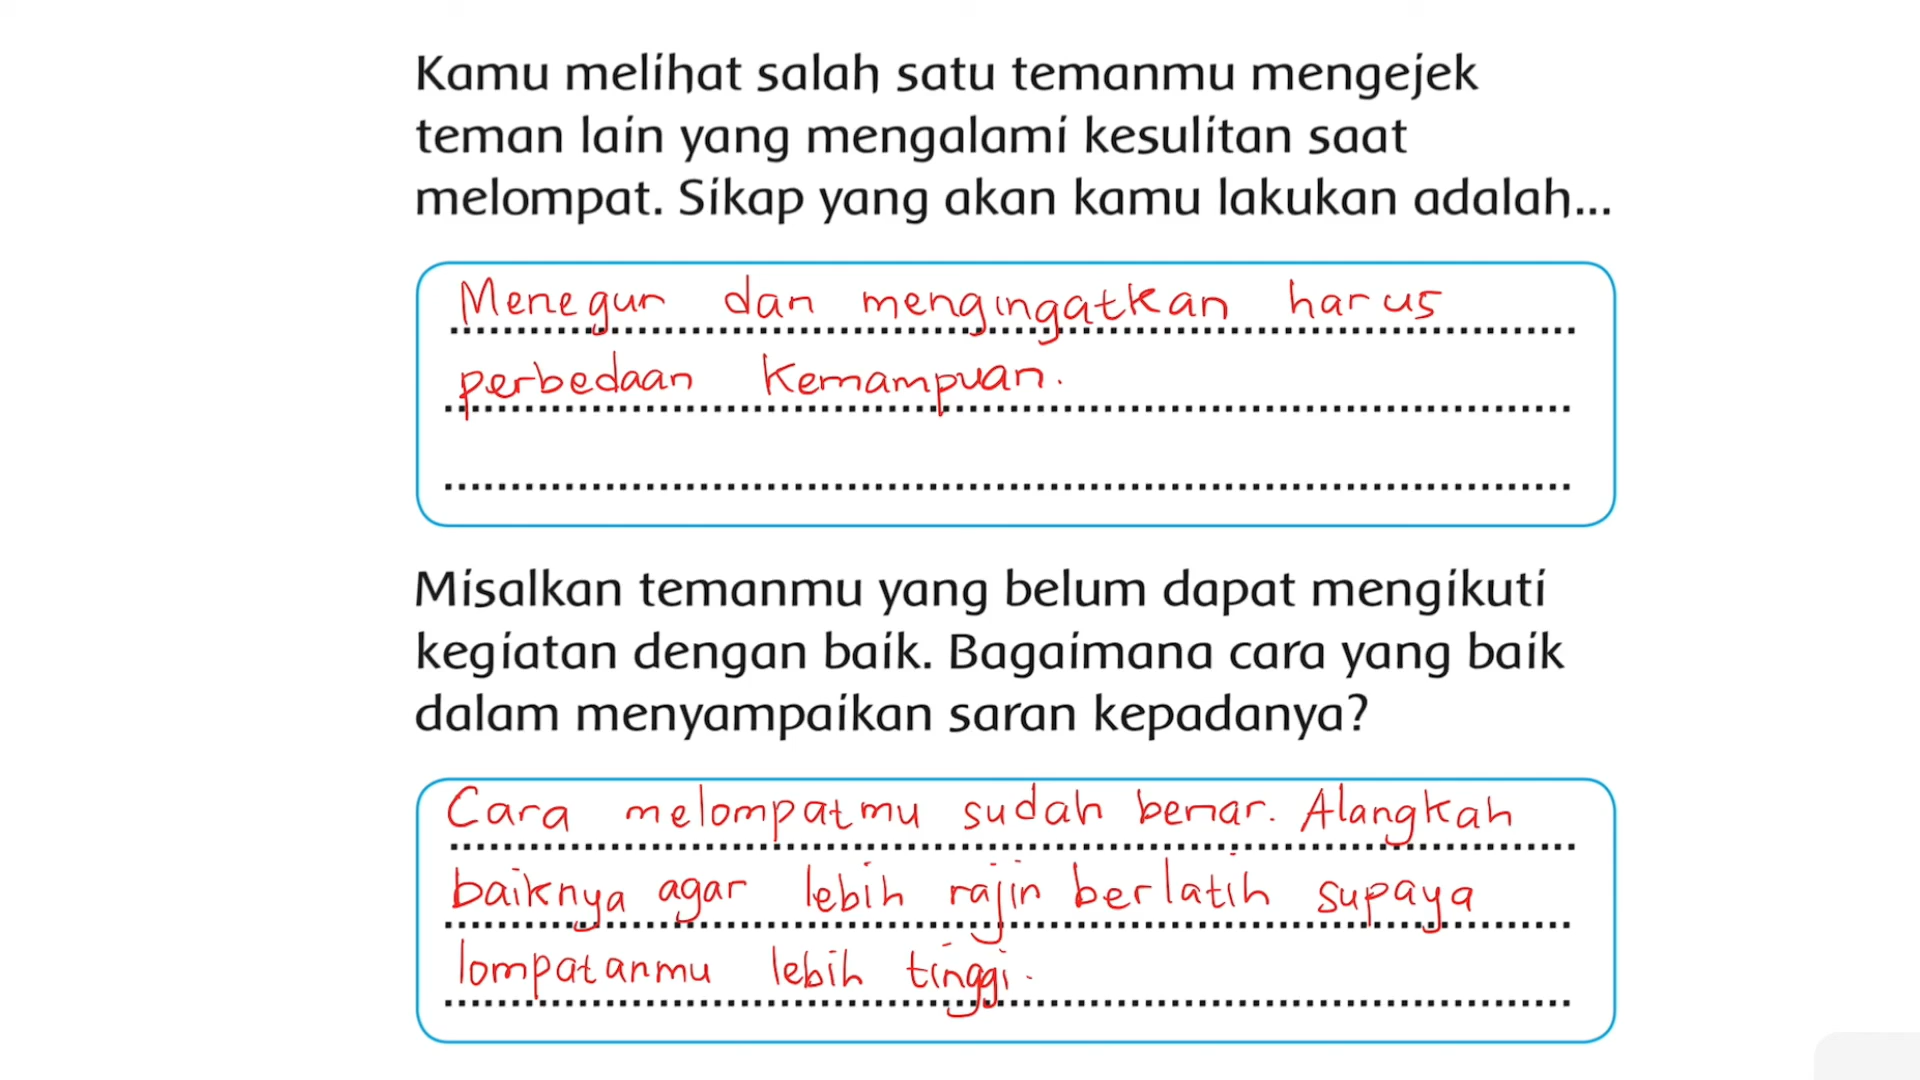 Kamu melihat salah satu temanmu mengejek
teman lain yang mengalami kesulitan saat
melompat. Sikap yang akan kamu lakukan adalah...
Menegur dan mengingatkan harus
perbedaan kemampuan.
Misalkan temanmu yang belum dapat mengikuti
kegiatan dengan baik. Bagaimana cara yang baik
dalam menyampaikan saran kepadanya?
Cara melompatmu sudah benar. Alangkah
baiknya agar lebih rajin berlatih supaya
lompatanmu lebih tinggi.